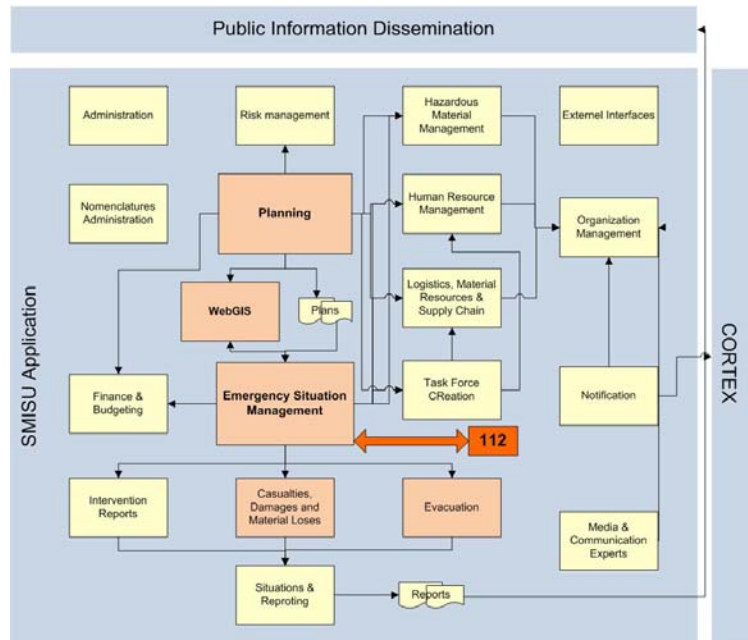 Public Information Dissemination
Administration
Risk management
Hazardous
Material
Management
Externel Interfaces
Nomenclatures
Administration
Planning
Human Resource
Management
Organization
Management
WebGIS
Plans
Logistics, Material
Resources &
Supply Chain
SMISU Application
CORTEX
Finance &
Budgeting
Emergency Situation
Management
Task Force
CReation
Notification
112
Intervention
Reports
Casualties,
Damages and
Material Loses
Evacuation
Media &
Communication
Experts
Situations &
Reproting
Reports